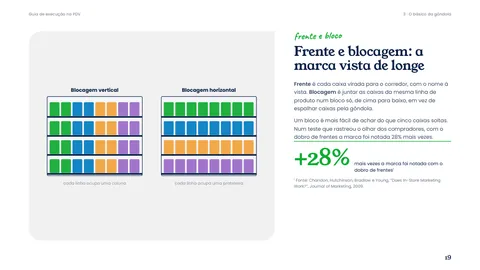 Guia de execução no PDV
3 · O básico da gôndola
Blocagem vertical
Blocagem horizontal
cada linha ocupa uma coluna
cada linha ocupa uma prateleira
frente e bloco
Frente e blocagem: a
marca vista de longe
Frente é cada caixa virada para o corredor, com o nome à
vista. Blocagem é juntar as caixas da mesma linha de
produto num bloco só, de cima para baixo, em vez de
espalhar caixas pela gôndola.
Um bloco é mais fácil de achar do que cinco caixas soltas.
Num teste que rastreou o olhar dos compradores, com o
dobro de frentes a marca foi notada 28% mais vezes.
+28%
mais vezes a marca foi notada com o
dobro de frentes¹
¹ Fonte: Chandon, Hutchinson, Bradlow e Young, "Does In-Store Marketing
Work?", Journal of Marketing, 2009.
19